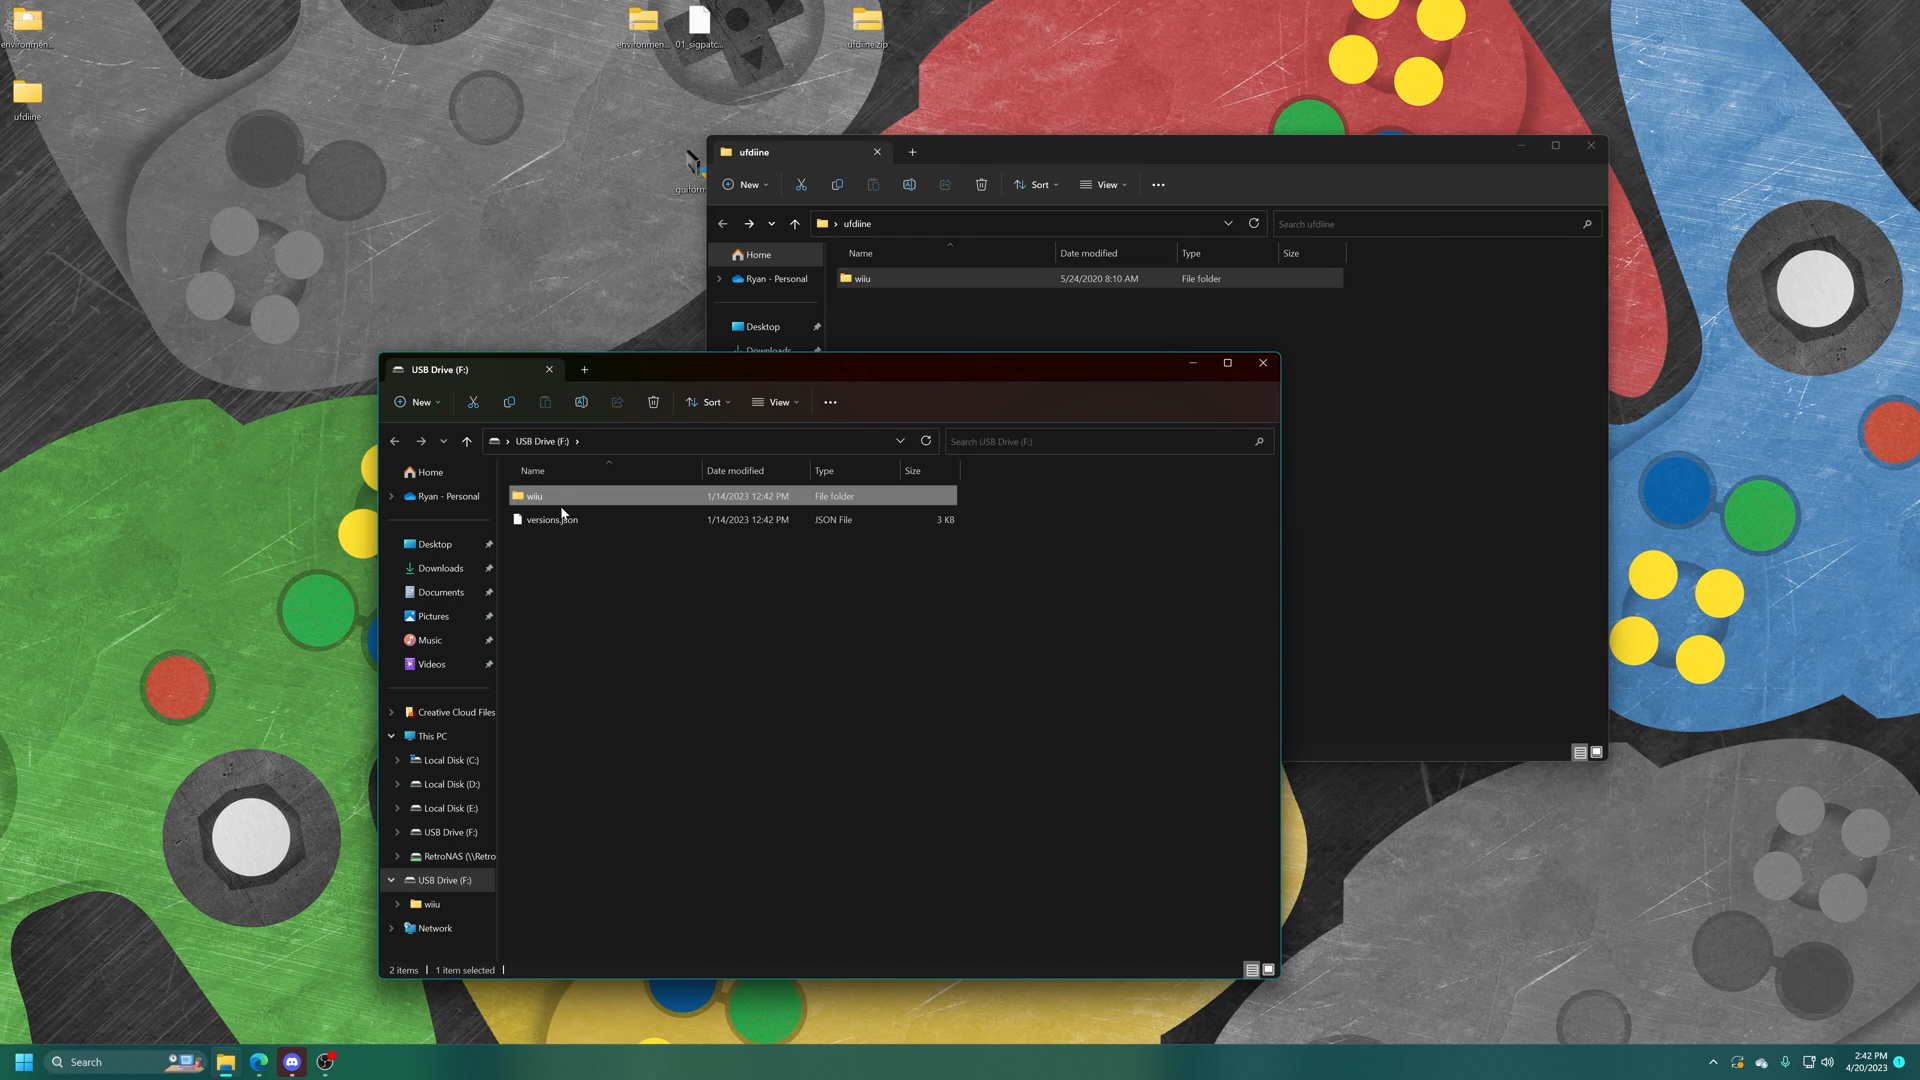 environmen...
environmen...
01_sigpatc...
ufdiine.zip
ufdiine
guiform
ufdiine
New
Sort
View
ufdiine
Search ufdiine
Name
Date modified
Type
Size
Home
wiiu
5/24/2020 8:10 AM
File folder
Ryan - Personal
Desktop
Downloads
USB Drive (F:)
New
Sort
View
USB Drive (F:)
Search USB Drive (F:)
Name
Date modified
Type
Size
Home
wiiu
1/14/2023 12:42 PM
File folder
Ryan - Personal
versions.json
1/14/2023 12:42 PM
JSON File
3 KB
Desktop
Downloads
Documents
Pictures
Music
Videos
Creative Cloud Files
This PC
Local Disk (C:)
Local Disk (D:)
Local Disk (E:)
USB Drive (F:)
RetroNAS (\\Retro
USB Drive (F:)
wiiu
Network
2 items
1 item selected
Search
2:42 PM
4/20/2023
1